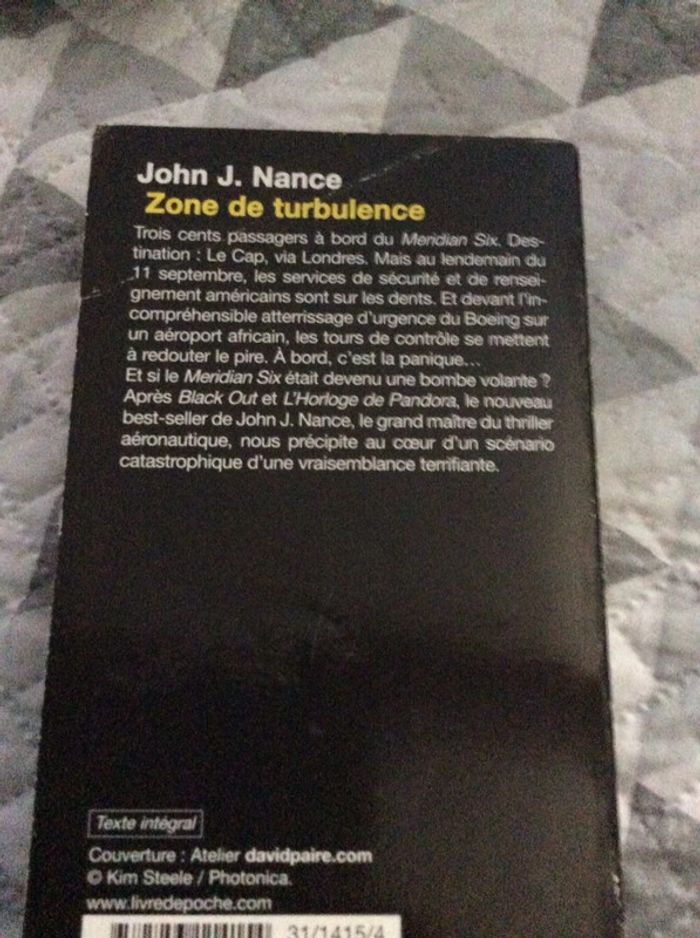 John J. Nance
Zone de turbulence
Trois cents passagers à bord du Meridian Six. Des-
tination : Le Cap, via Londres. Mais au lendemain du
11 septembre, les services de sécurité et de rensei-
gnement américains sont sur les dents. Et devant l'in-
compréhensible atterrissage d'urgence du Boeing sur
un aéroport africain, les tours de contrôle se mettent
à redouter le pire. À bord, c'est la panique...
Et si le Meridian Six était devenu une bombe volante ?
Après Black Out et L'Horloge de Pandora, le nouveau
best-seller de John J. Nance, le grand maître du thriller
aéronautique, nous précipite au cœur d'un scénario
catastrophique d'une vraisemblance terrifiante.
Texte intégral
Couverture : Atelier davidpaire.com
© Kim Steele / Photonica.
www.livredepoche.com
31/1415/4